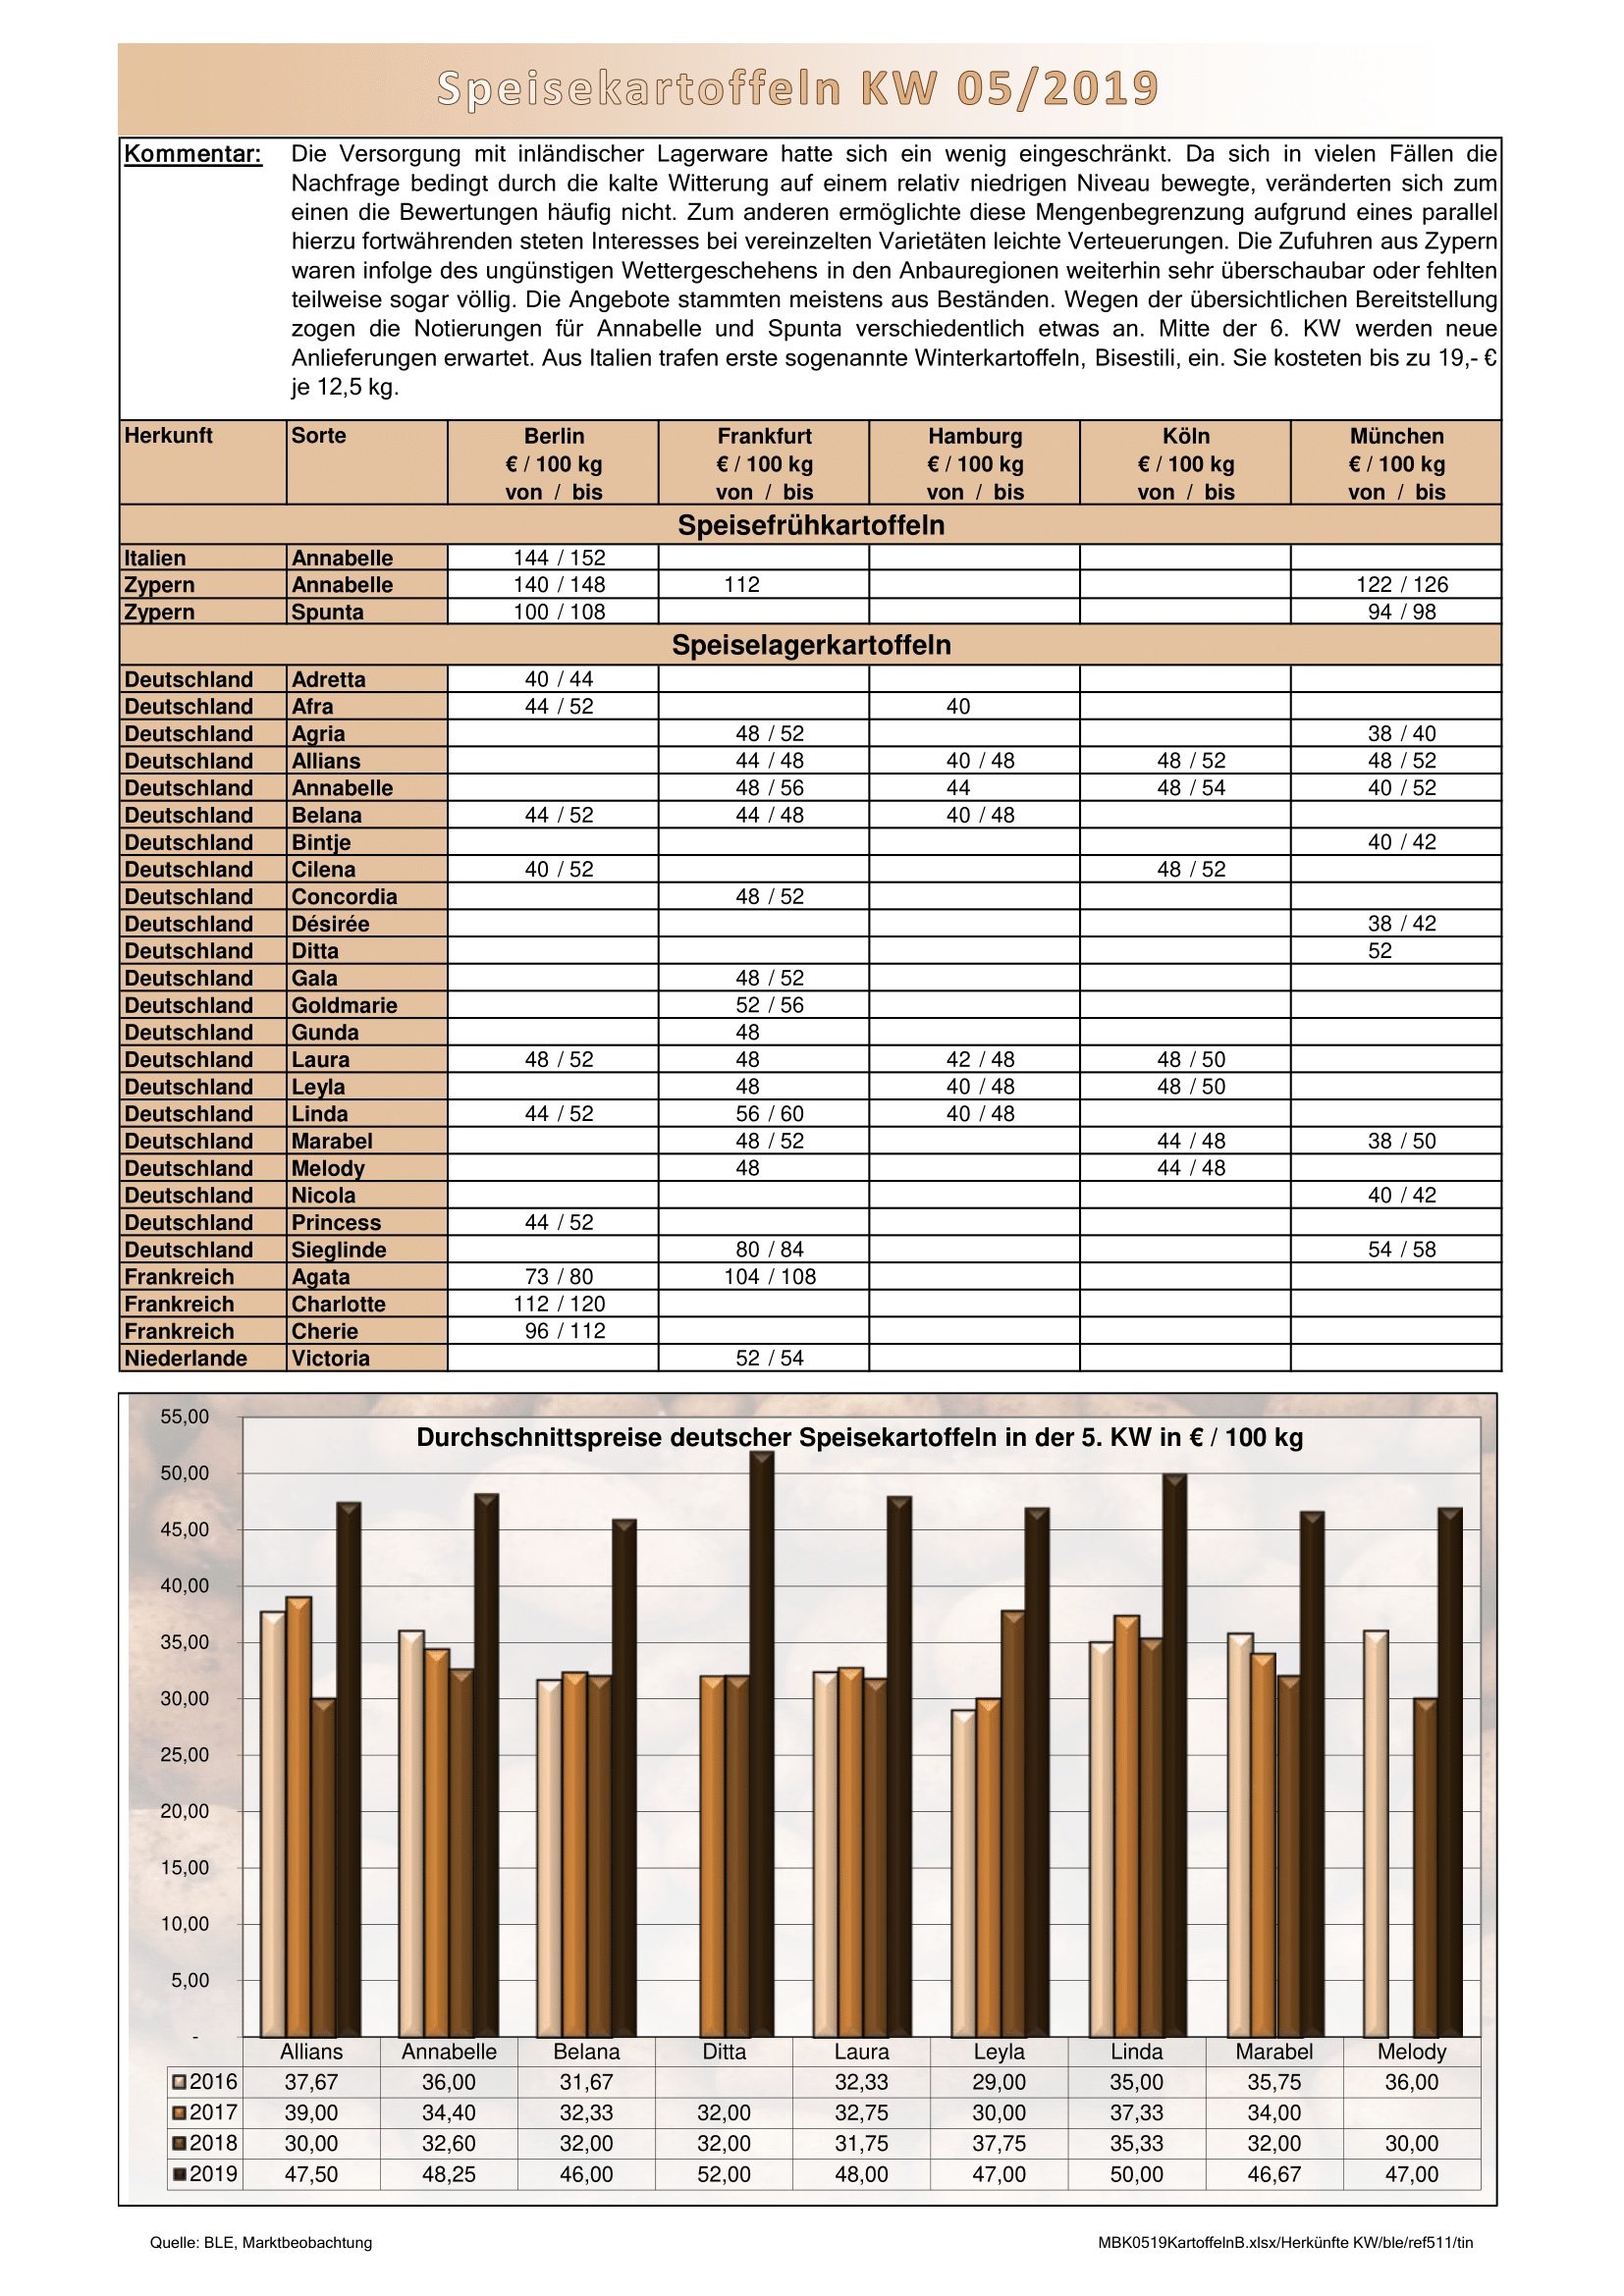 Speisekartoffeln KW 05/2019
Kommentar: Die Versorgung mit inländischer Lagerware hatte sich ein wenig eingeschränkt. Da sich in vielen Fällen die
Nachfrage bedingt durch die kalte Witterung auf einem relativ niedrigen Niveau bewegte, veränderten sich zum
einen die Bewertungen häufig nicht. Zum anderen ermöglichte diese Mengenbegrenzung aufgrund eines parallel
hierzu fortwährenden steten Interesses bei vereinzelten Varietäten leichte Verteuerungen. Die Zufuhren aus Zypern
waren infolge des ungünstigen Wettergeschehens in den Anbauregionen weiterhin sehr überschaubar oder fehlten
teilweise sogar völlig. Die Angebote stammten meistens aus Beständen. Wegen der übersichtlichen Bereitstellung
zogen die Notierungen für Annabelle und Spunta verschiedentlich etwas an. Mitte der 6. KW werden neue
Anlieferungen erwartet. Aus Italien trafen erste sogenannte Winterkartoffeln, Bisestili, ein. Sie kosteten bis zu 19,- €
je 12,5 kg.
Herkunft Sorte Berlin Frankfurt Hamburg Köln München
€ / 100 kg € / 100 kg € / 100 kg € / 100 kg € / 100 kg
von / bis von / bis von / bis von / bis von / bis
Speisefrühkartoffeln
Italien Annabelle 144 / 152
Zypern Annabelle 140 / 148 112 122 / 126
Zypern Spunta 100 / 108 94 / 98
Speiselagerkartoffeln
Deutschland Adretta 40 / 44
Deutschland Afra 44 / 52 40
Deutschland Agria 48 / 52 38 / 40
Deutschland Allians 44 / 48 40 / 48 48 / 52 48 / 52
Deutschland Annabelle 48 / 56 44 48 / 54 40 / 52
Deutschland Belana 44 / 52 44 / 48 40 / 48
Deutschland Bintje 40 / 42
Deutschland Cilena 40 / 52 48 / 52
Deutschland Concordia 48 / 52
Deutschland Désirée 38 / 42
Deutschland Ditta 52
Deutschland Gala 48 / 52
Deutschland Goldmarie 52 / 56
Deutschland Gunda 48
Deutschland Laura 48 / 52 48 42 / 48 48 / 50
Deutschland Leyla 48 40 / 48 48 / 50
Deutschland Linda 44 / 52 56 / 60 40 / 48
Deutschland Marabel 48 / 52 44 / 48 38 / 50
Deutschland Melody 48 44 / 48
Deutschland Nicola 40 / 42
Deutschland Princess 44 / 52
Deutschland Sieglinde 80 / 84 54 / 58
Frankreich Agata 73 / 80 104 / 108
Frankreich Charlotte 112 / 120
Frankreich Cherie 96 / 112
Niederlande Victoria 52 / 54
Durchschnittspreise deutscher Speisekartoffeln in der 5. KW in € / 100 kg
55,00
50,00
45,00
40,00
35,00
30,00
25,00
20,00
15,00
10,00
5,00
-
Allians Annabelle Belana Ditta Laura Leyla Linda Marabel Melody
2016 37,67 36,00 31,67 32,33 29,00 35,00 35,75 36,00
2017 39,00 34,40 32,33 32,00 32,75 30,00 37,33 34,00
2018 30,00 32,60 32,00 32,00 31,75 37,75 35,33 32,00 30,00
2019 47,50 48,25 46,00 52,00 48,00 47,00 50,00 46,67 47,00
Quelle: BLE, Marktbeobachtung MBK0519KartoffelnB.xlsx/Herkünfte KW/ble/ref511/tin